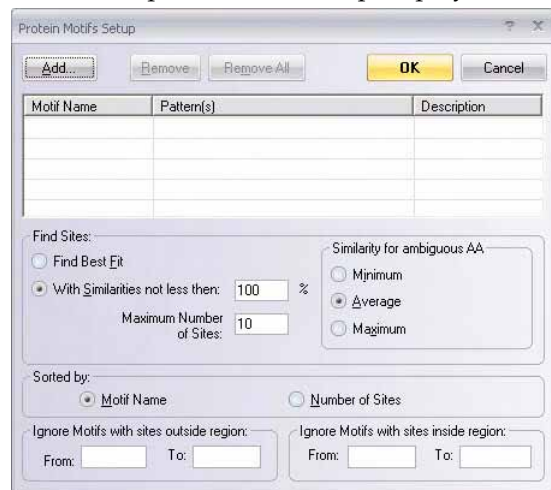 Protein Motifs Setup
Add... Remove Remove All OK Cancel
Motif Name Pattern(s) Description
Find Sites:
Find Best Fit
With Similarities not less then: 100 %
Maximum Number of Sites: 10
Similarity for ambiguous AA
Minimum
Average
Maximum
Sorted by:
Motif Name Number of Sites
Ignore Motifs with sites outside region:
From: To:
Ignore Motifs with sites inside region:
From: To: